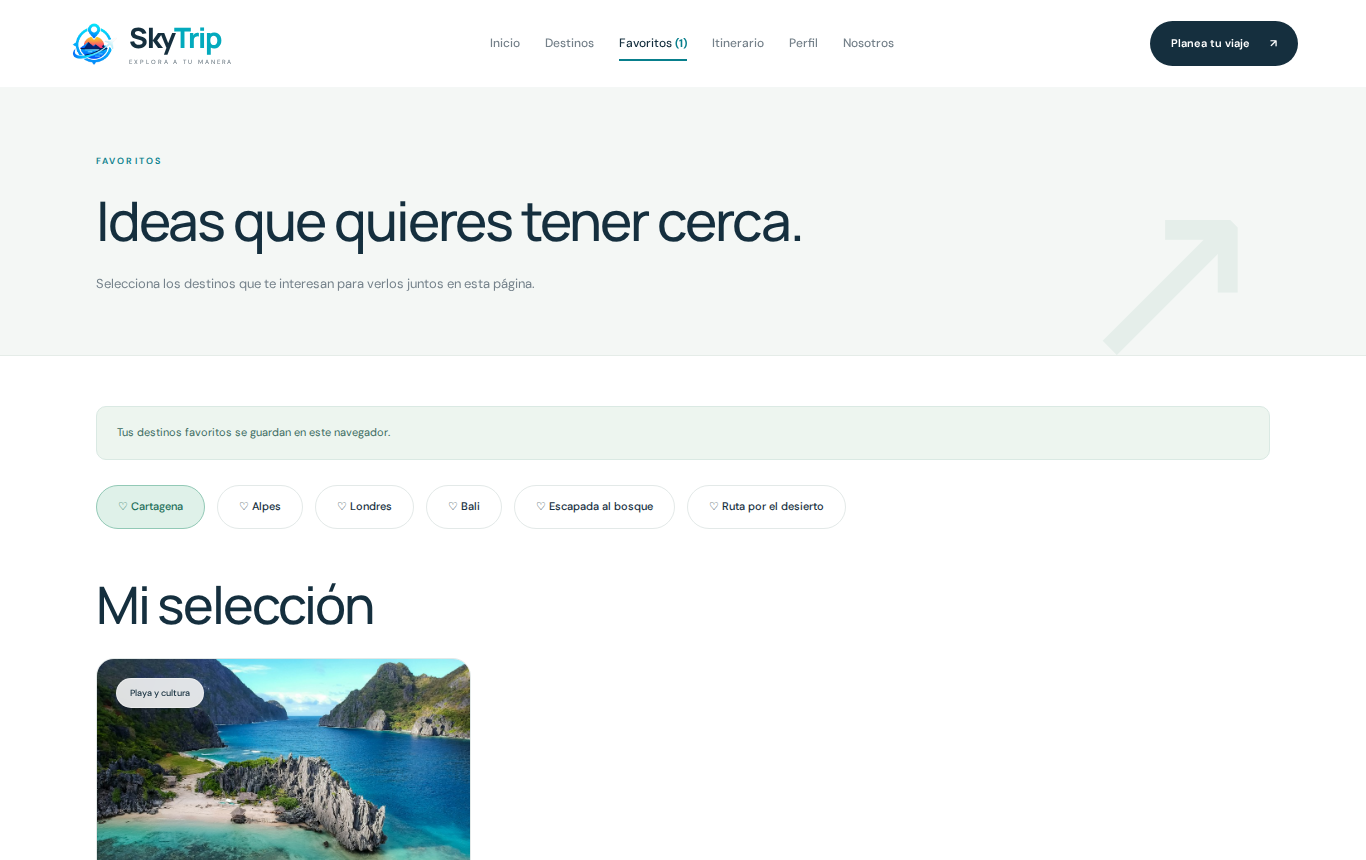 SkyTrip
EXPLORA A TU MANERA
Inicio
Destinos
Favoritos (1)
Itinerario
Perfil
Nosotros
Planea tu viaje
FAVORITOS
Ideas que quieres tener cerca.
Selecciona los destinos que te interesan para verlos juntos en esta página.
Tus destinos favoritos se guardan en este navegador.
♡ Cartagena
♡ Alpes
♡ Londres
♡ Bali
♡ Escapada al bosque
♡ Ruta por el desierto
Mi selección
Playa y cultura